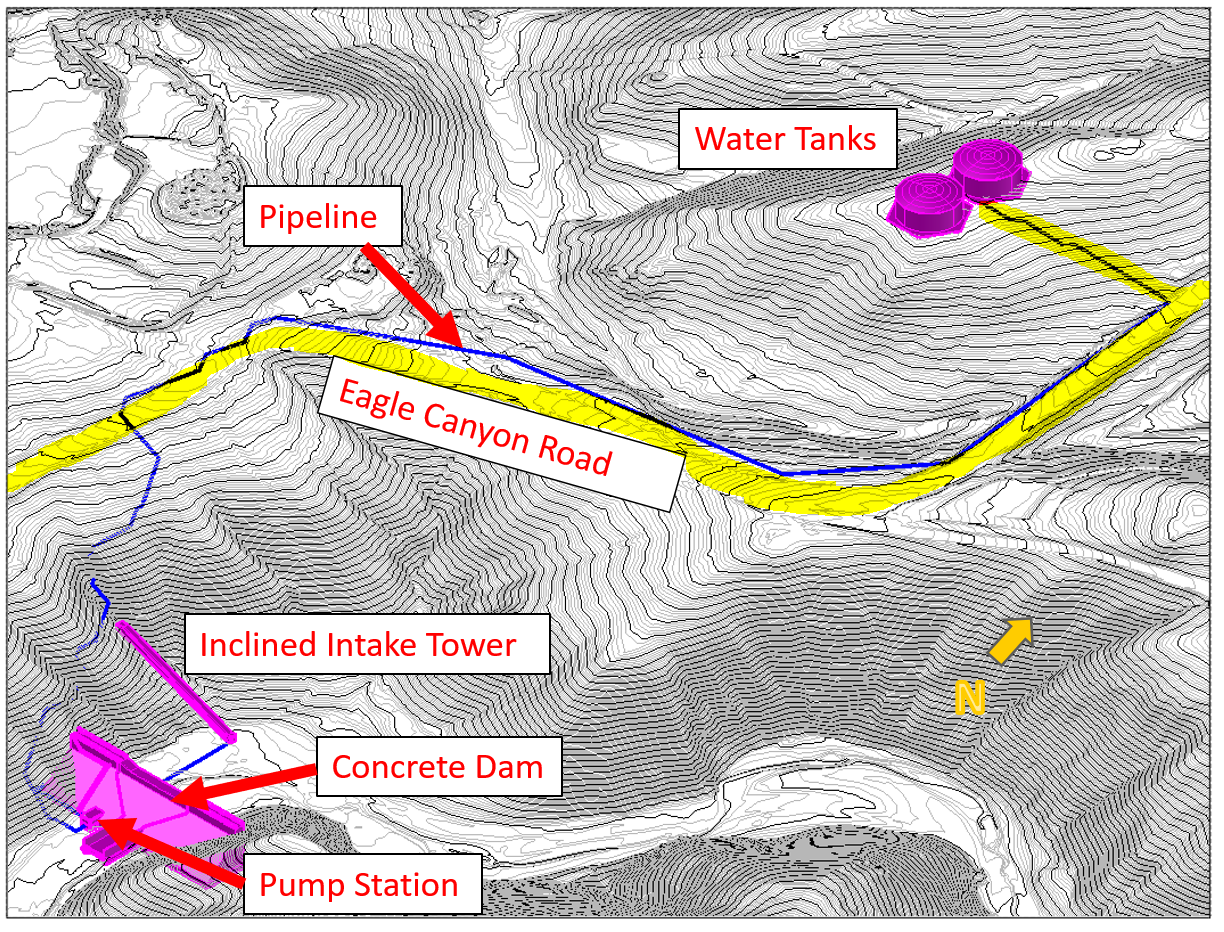 Water Tanks
Pipeline
Eagle Canyon Road
Inclined Intake Tower
N
Concrete Dam
Pump Station